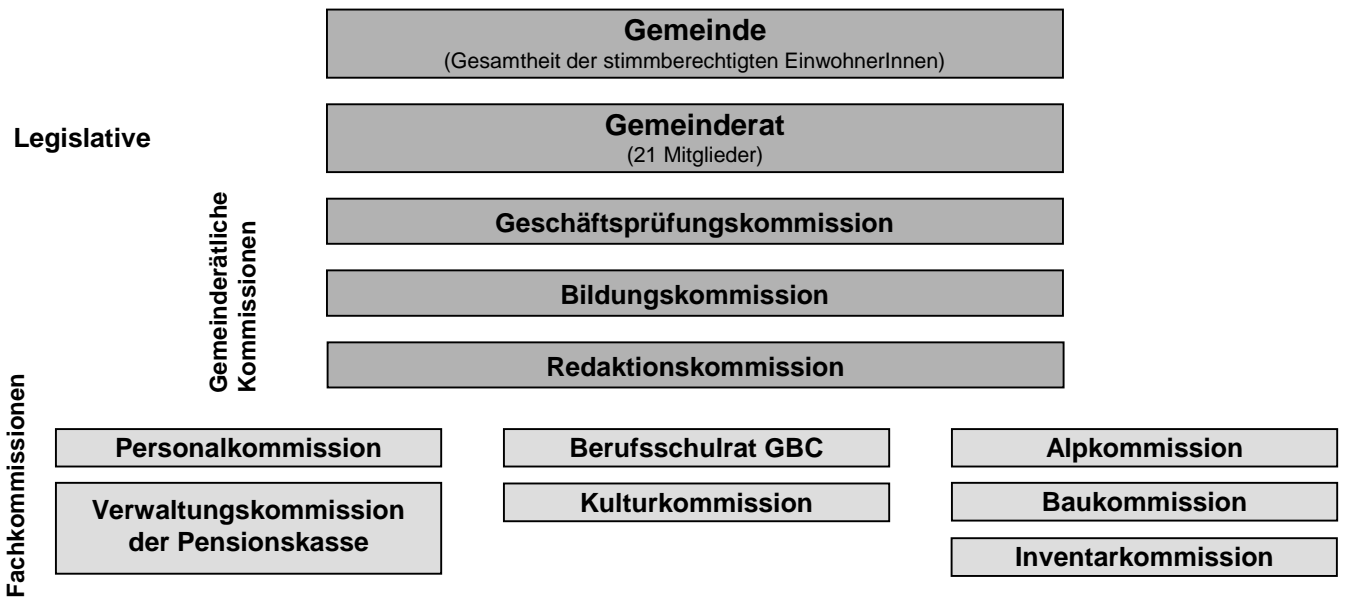 Gemeinde
(Gesamtheit der stimmberechtigten EinwohnerInnen)
Legislative
Gemeinderat
(21 Mitglieder)
Gemeinderätliche
Kommissionen
Geschäftsprüfungskommission
Bildungskommission
Redaktionskommission
Fachkommissionen
Personalkommission
Verwaltungskommission
der Pensionskasse
Berufsschulrat GBC
Kulturkommission
Alpkommission
Baukommission
Inventarkommission